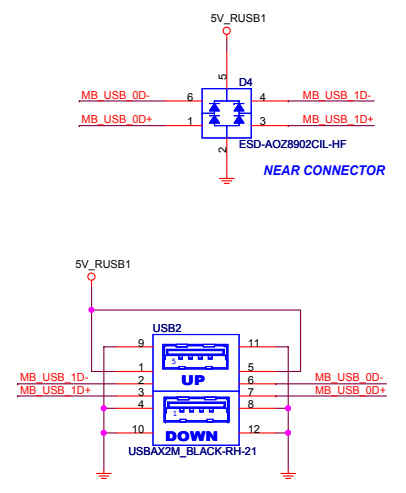 5V_RUSB1
5
D4
MB_USB_0D- 6 4 MB_USB_1D-
MB_USB_0D+ 1 3 MB_USB_1D+
2
ESD-AOZ8902CIL-HF
NEAR CONNECTOR
5V_RUSB1
USB2
9 11
5
1 5
MB_USB_1D- 2 UP 6 MB_USB_0D-
MB_USB_1D+ 3 7 MB_USB_0D+
4 8
1
10 DOWN 12
USBAX2M_BLACK-RH-21